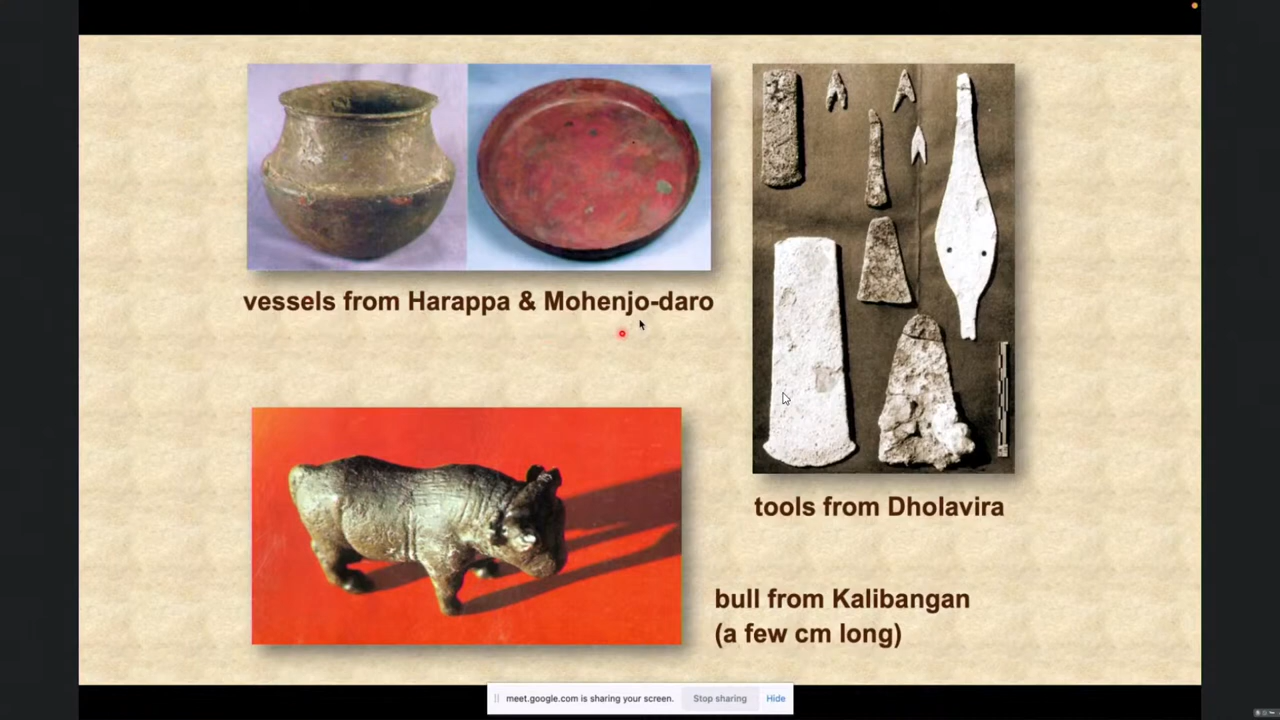 vessels from Harappa & Mohenjo-daro
tools from Dholavira
bull from Kalibangan
(a few cm long)
meet.google.com is sharing your screen.
Stop sharing
Hide